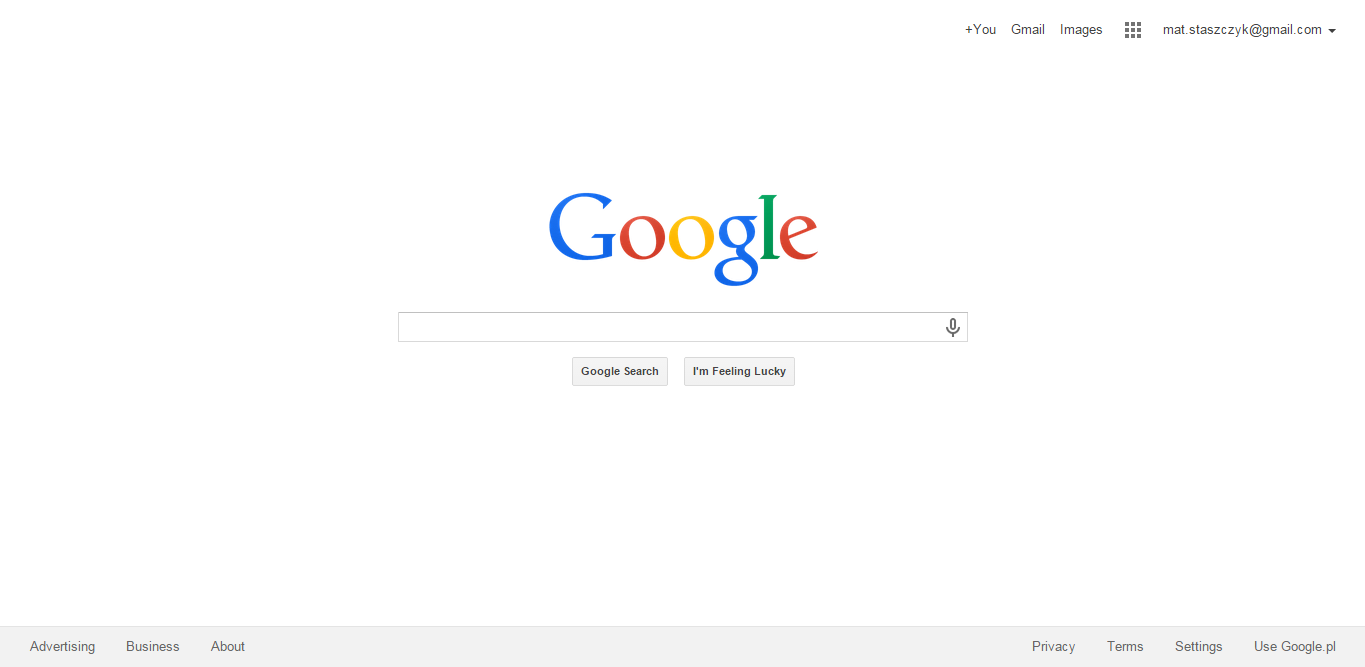 +You Gmail Images mat.staszczyk@gmail.com
Google
Google Search I'm Feeling Lucky
Advertising Business About Privacy Terms Settings Use Google.pl